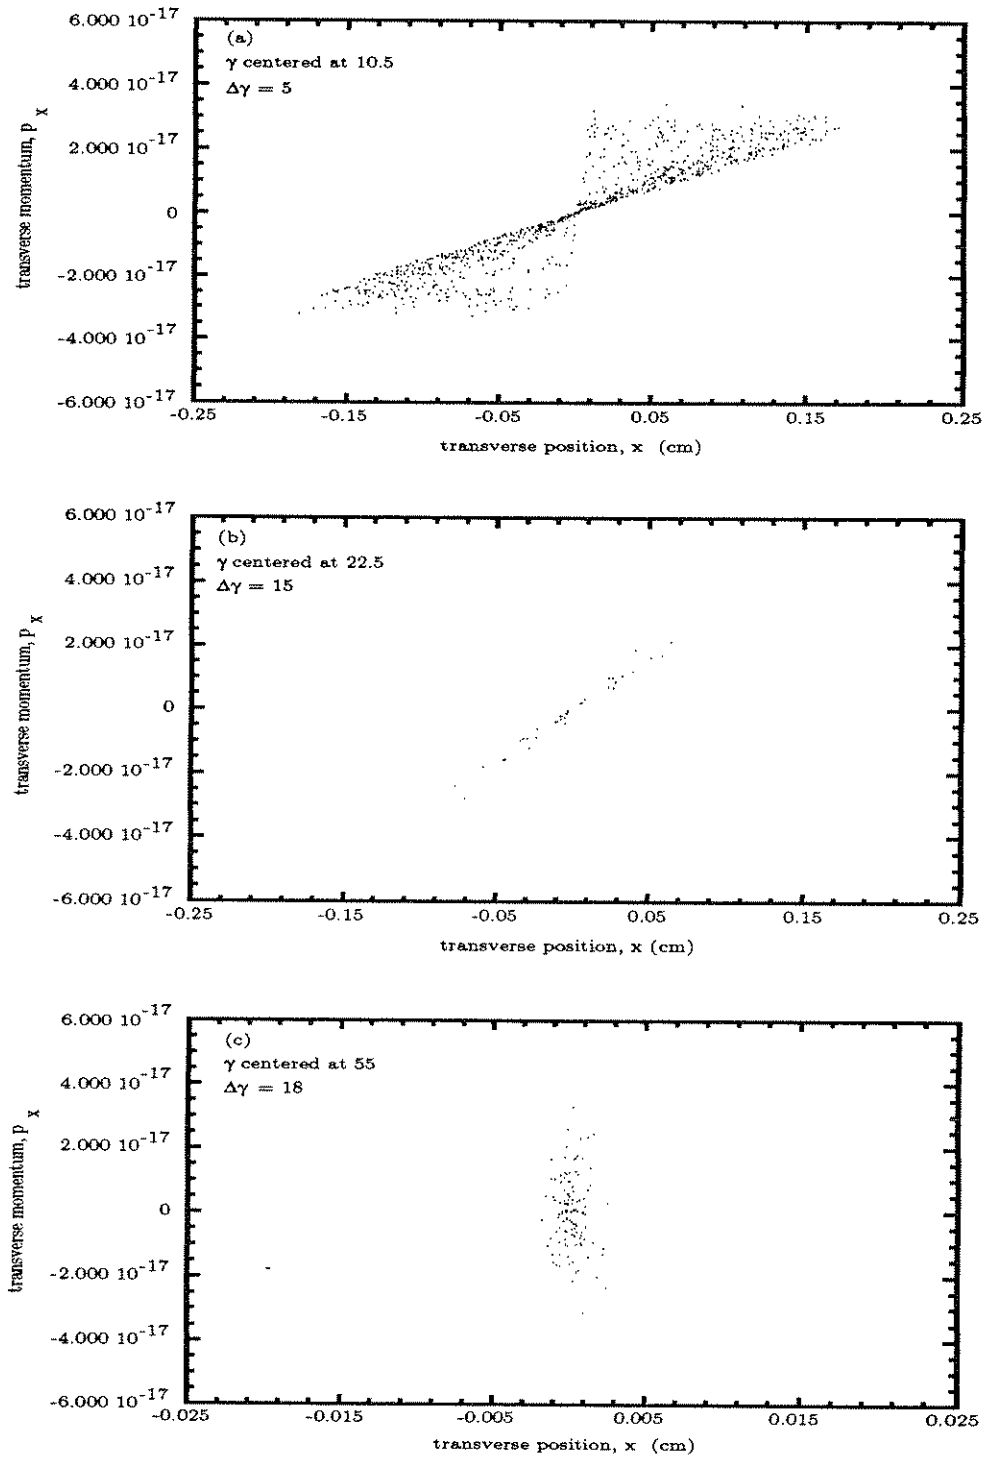 6.000 10-17
(a)
γ centered at 10.5
Δγ = 5
4.000 10-17
2.000 10-17
0
-2.000 10-17
-4.000 10-17
-6.000 10-17
transverse momentum, p x
-0.25 -0.15 -0.05 0.05 0.15 0.25
transverse position, x (cm)
6.000 10-17
(b)
γ centered at 22.5
Δγ = 15
4.000 10-17
2.000 10-17
0
-2.000 10-17
-4.000 10-17
-6.000 10-17
transverse momentum, p x
-0.25 -0.15 -0.05 0.05 0.15 0.25
transverse position, x (cm)
6.000 10-17
(c)
γ centered at 55
Δγ = 18
4.000 10-17
2.000 10-17
0
-2.000 10-17
-4.000 10-17
-6.000 10-17
transverse momentum, p x
-0.025 -0.015 -0.005 0.005 0.015 0.025
transverse position, x (cm)